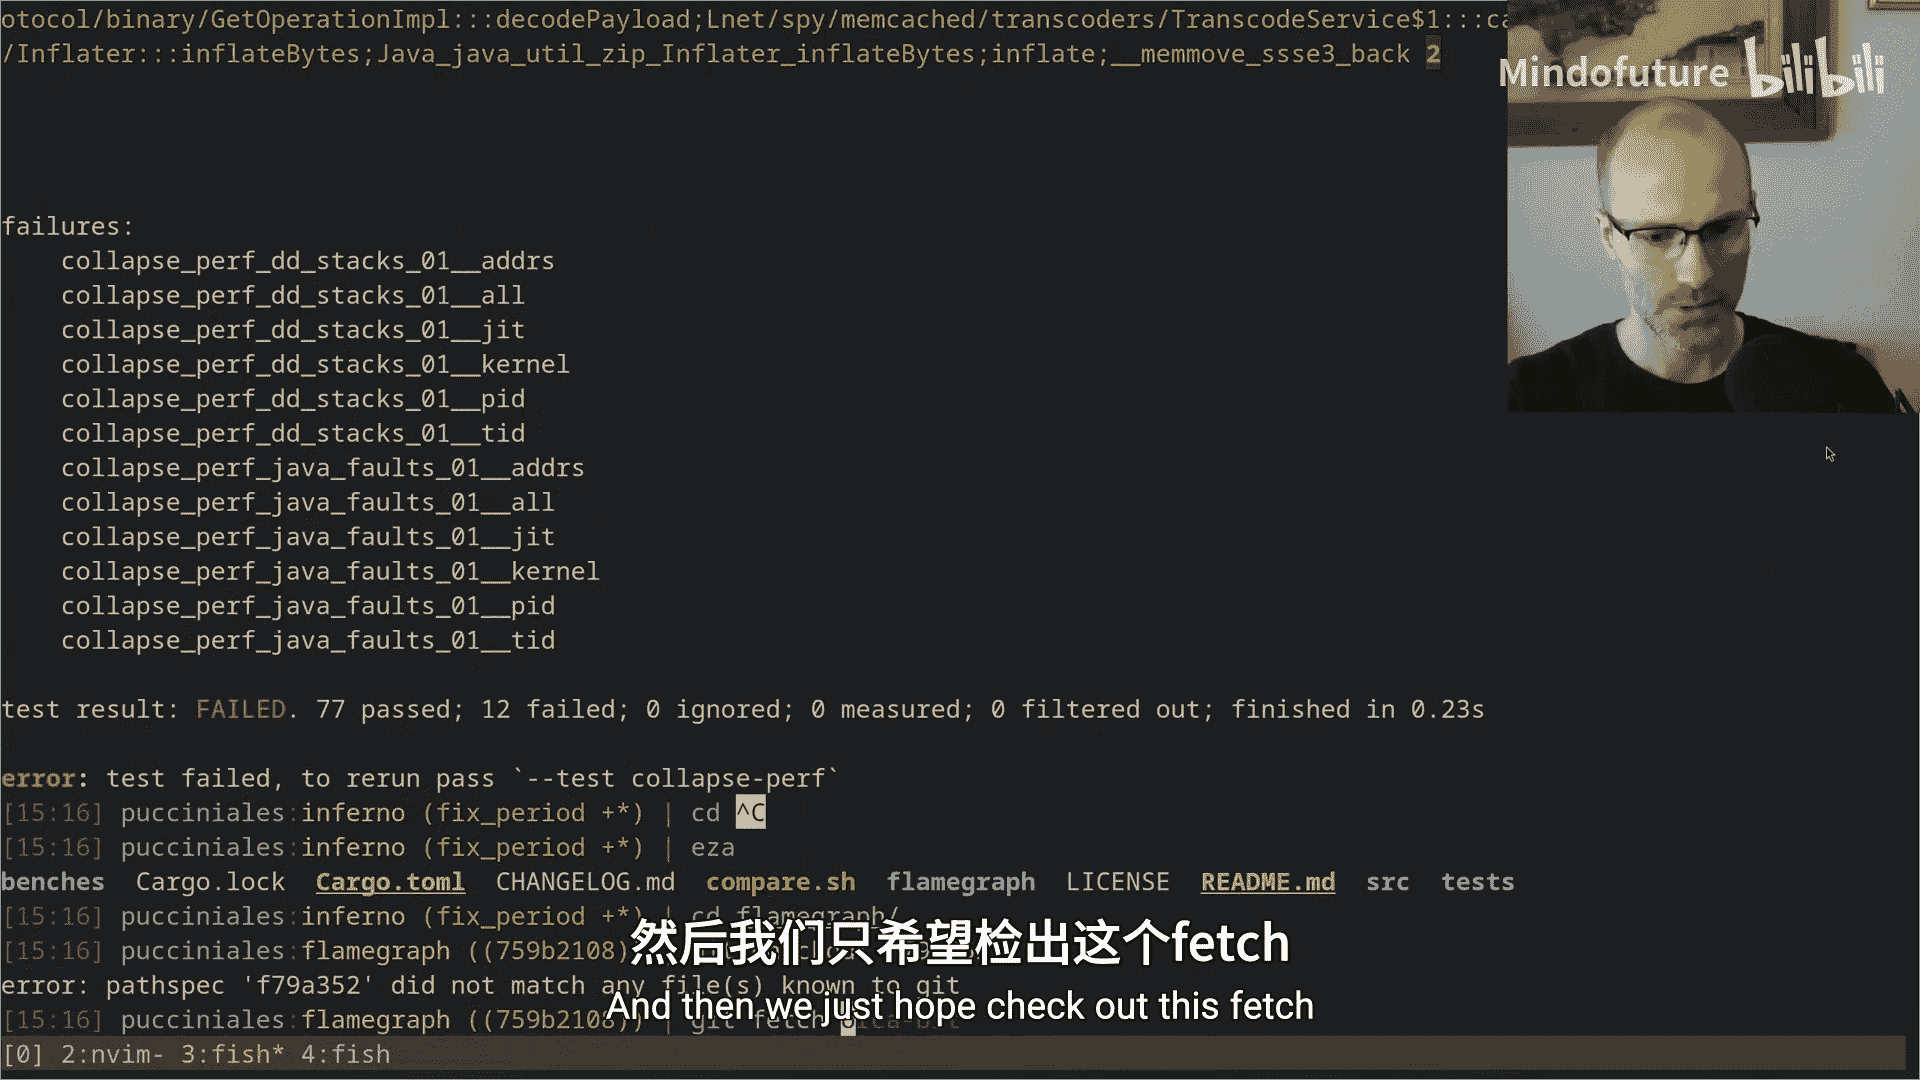 otocol/binary/GetOperationImpl:::decodePayload;Lnet/spy/memcached/transcoders/TranscodeService$1:::ca
/Inflater:::inflateBytes;Java_java_util_zip_Inflater_inflateBytes;inflate;__memmove_ssse3_back 2
Mindofuture bilibili
failures:
    collapse_perf_dd_stacks_01__addrs
    collapse_perf_dd_stacks_01__all
    collapse_perf_dd_stacks_01__jit
    collapse_perf_dd_stacks_01__kernel
    collapse_perf_dd_stacks_01__pid
    collapse_perf_dd_stacks_01__tid
    collapse_perf_java_faults_01__addrs
    collapse_perf_java_faults_01__all
    collapse_perf_java_faults_01__jit
    collapse_perf_java_faults_01__kernel
    collapse_perf_java_faults_01__pid
    collapse_perf_java_faults_01__tid
test result: FAILED. 77 passed; 12 failed; 0 ignored; 0 measured; 0 filtered out; finished in 0.23s
error: test failed, to rerun pass `--test collapse-perf`
[15:16] pucciniales:inferno (fix_period +*) | cd ^C
[15:16] pucciniales:inferno (fix_period +*) | eza
benches  Cargo.lock  Cargo.toml  CHANGELOG.md  compare.sh  flamegraph  LICENSE  README.md  src  tests
[15:16] pucciniales:inferno (fix_period +*) | cd flamegraph/
[15:16] pucciniales:flamegraph ((759b2108)
然后我们只希望检出这个fetch
error: pathspec 'f79a352' did not match any file(s) known to git
And then we just hope check out this fetch
[15:16] pucciniales:flamegraph ((759b2108)) | git fetch
[0] 2:nvim- 3:fish* 4:fish